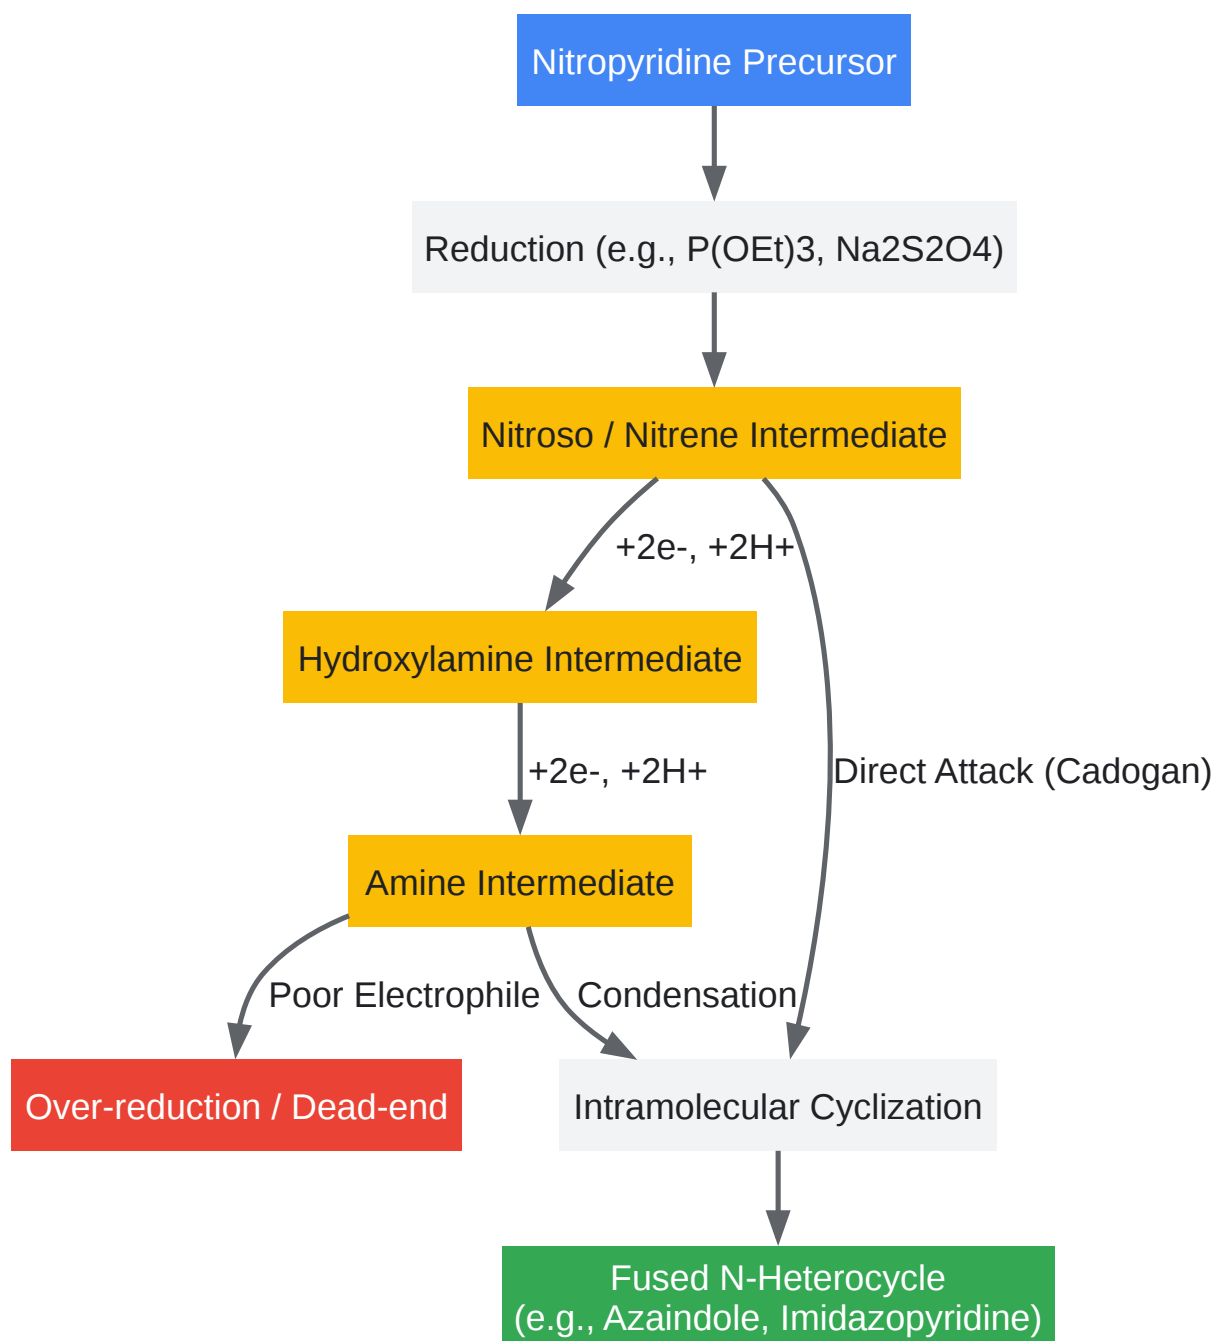 Nitropyridine Precursor
Reduction (e.g., P(OEt)3, Na2S2O4)
Nitroso / Nitrene Intermediate
+2e-, +2H+
Hydroxylamine Intermediate
+2e-, +2H+
Direct Attack (Cadogan)
Amine Intermediate
Poor Electrophile
Condensation
Over-reduction / Dead-end
Intramolecular Cyclization
Fused N-Heterocycle
(e.g., Azaindole, Imidazopyridine)